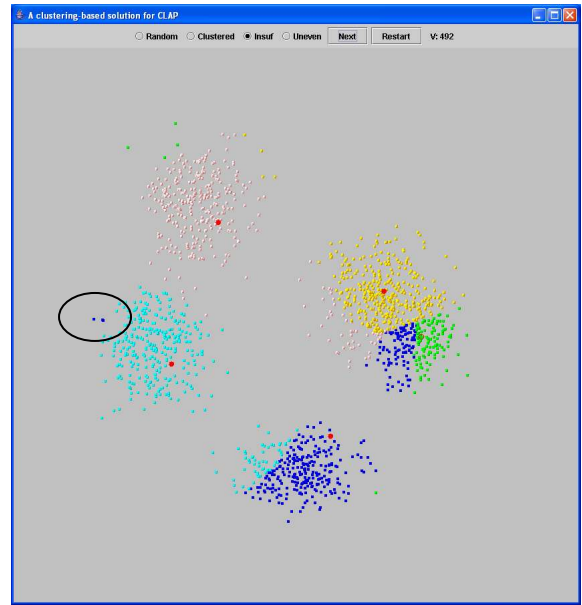 A clustering-based solution for CLAP
Random Clustered Insuf Uneven Next Restart V: 492